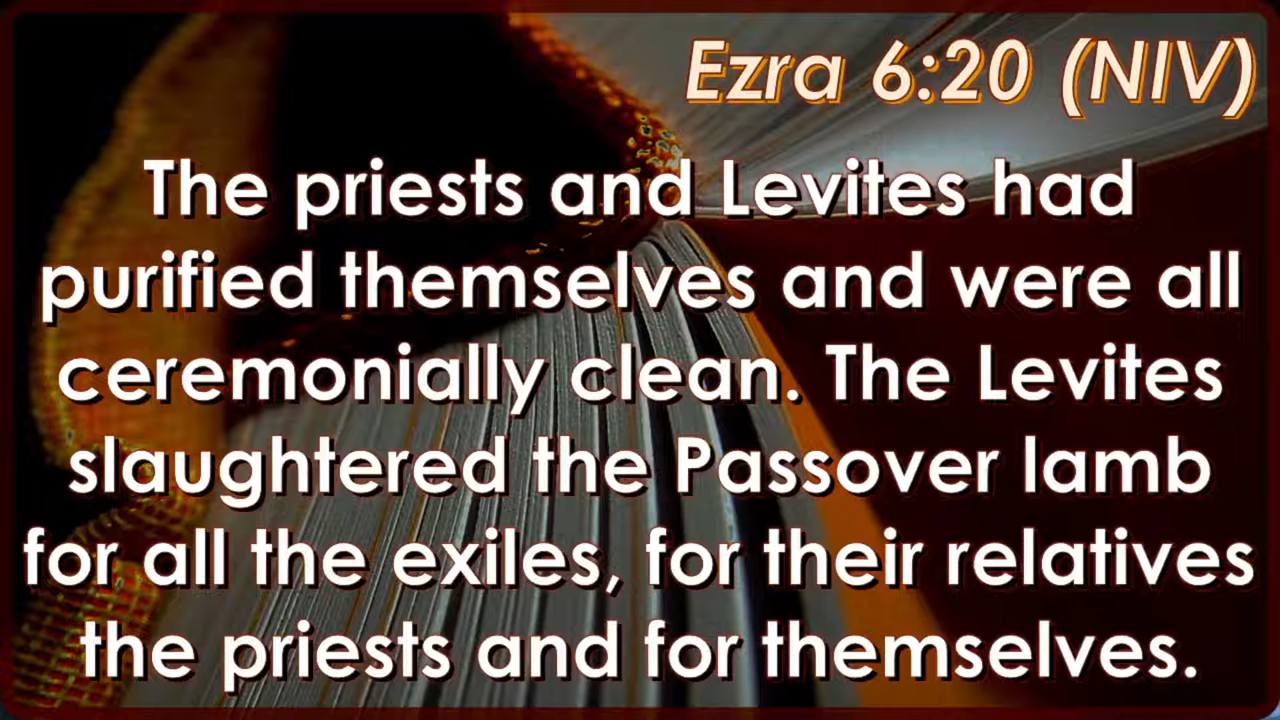 Ezra 6:20 (NIV)
The priests and Levites had
purified themselves and were all
ceremonially clean. The Levites
slaughtered the Passover lamb
for all the exiles, for their relatives
the priests and for themselves.